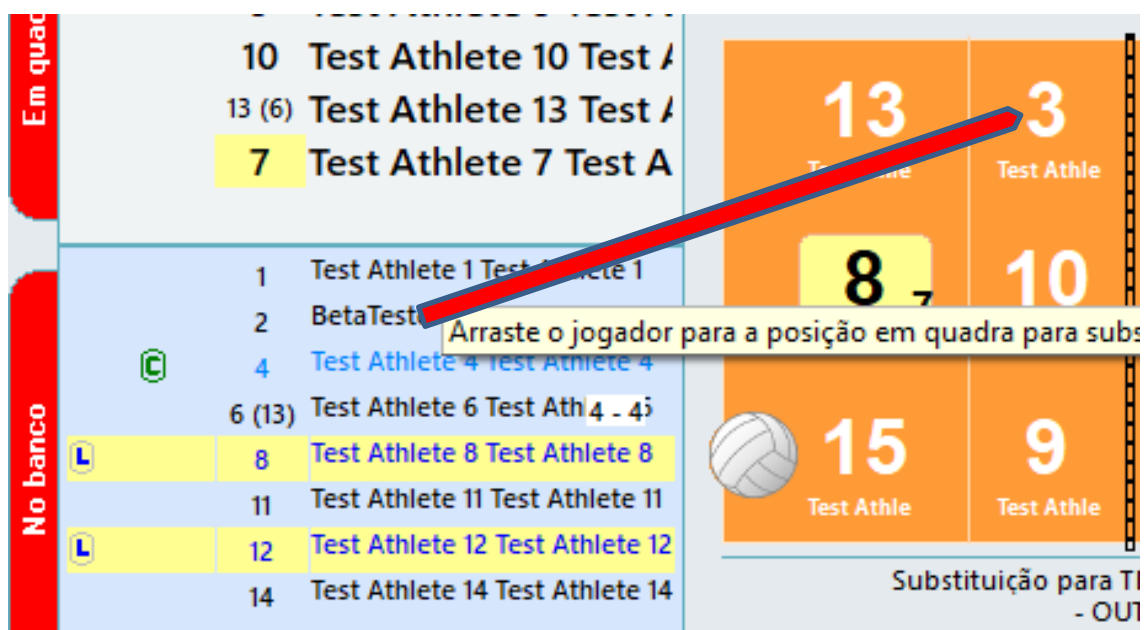 Em quad
10 Test Athlete 10 Test A
13 (6) Test Athlete 13 Test A
7 Test Athlete 7 Test A
No banco
1 Test Athlete 1 Test Athlete 1
2 BetaTest
C 4 Test Athlete 4 Test Athlete 4
6 (13) Test Athlete 6 Test Ath 4 - 4
L 8 Test Athlete 8 Test Athlete 8
11 Test Athlete 11 Test Athlete 11
L 12 Test Athlete 12 Test Athlete 12
14 Test Athlete 14 Test Athlete 14
13 3
Test Athle Test Athle
8 7 10
Arraste o jogador para a posição em quadra para subs
15 9
Test Athle Test Athle
Substituição para TE
- OUT